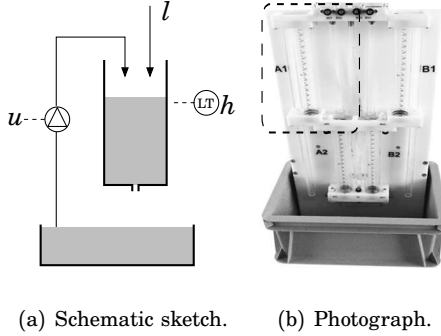 l
u
LT
h
A1
B1
A2
B2
(a) Schematic sketch.
(b) Photograph.